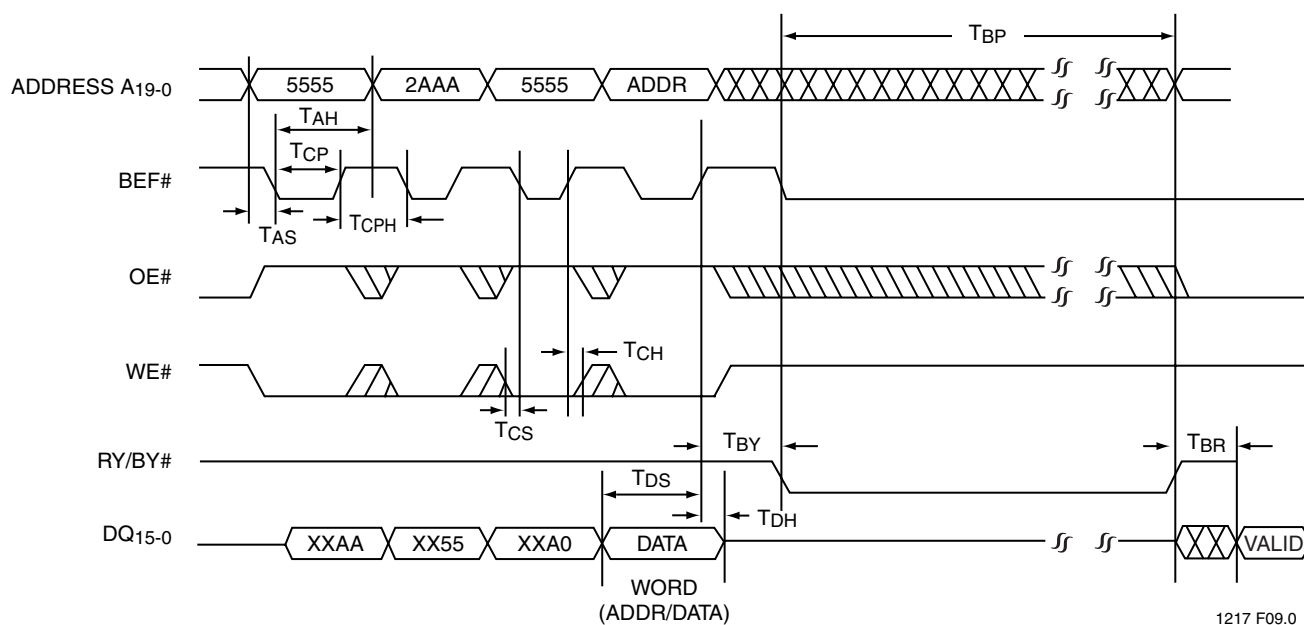 TBP
ADDRESS A19-0
5555
2AAA
5555
ADDR
TAH
TCP
BEF#
TAS
TCPH
OE#
TCH
WE#
TCS
TBY
TBR
RY/BY#
TDS
TDH
DQ15-0
XXAA
XX55
XXA0
DATA
VALID
WORD
(ADDR/DATA)
1217 F09.0